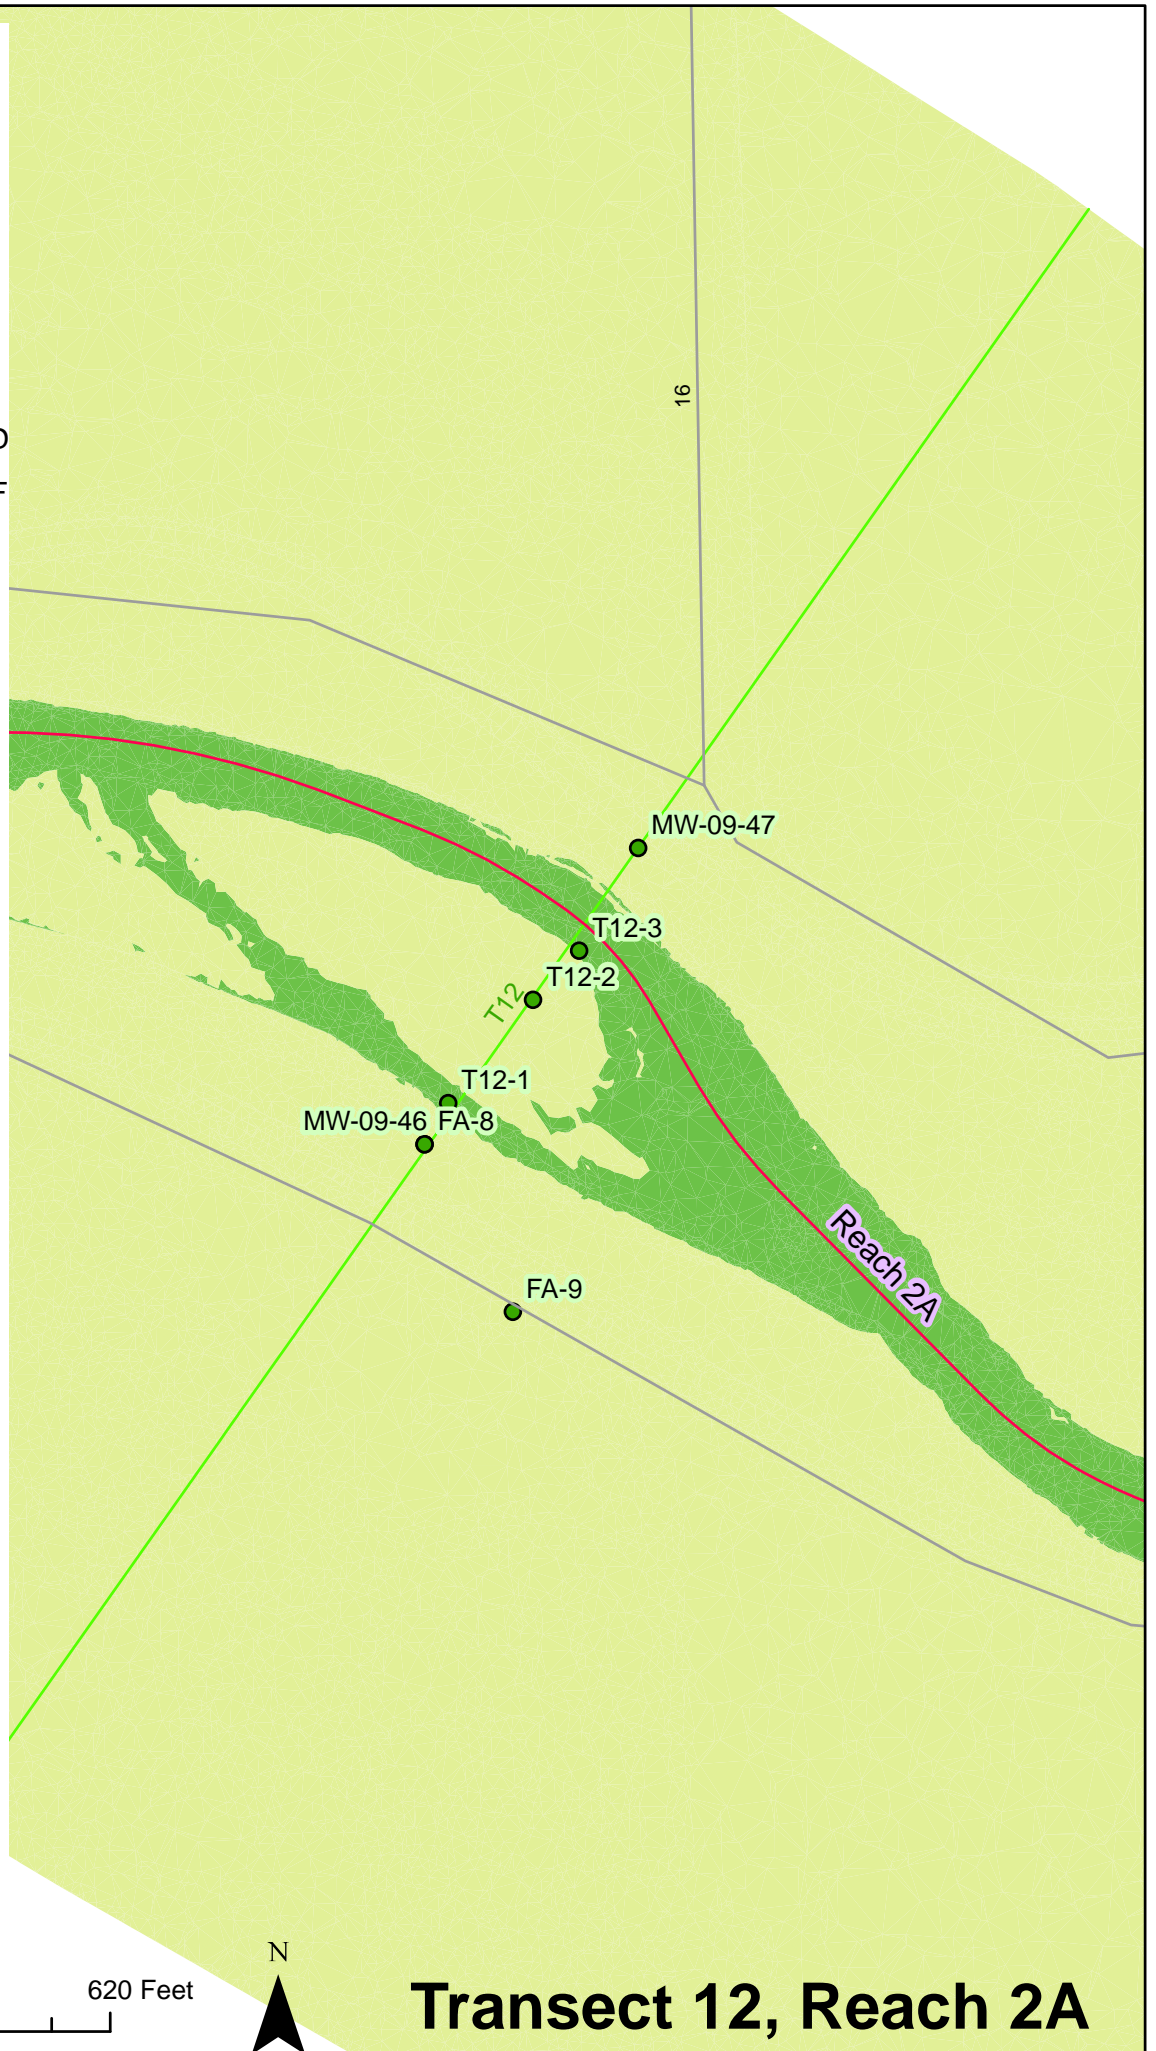 16
MW-09-47
T12-3
T12-2
T12
T12-1
MW-09-46 FA-8
Reach 2A
FA-9
N
620 Feet
Transect 12, Reach 2A